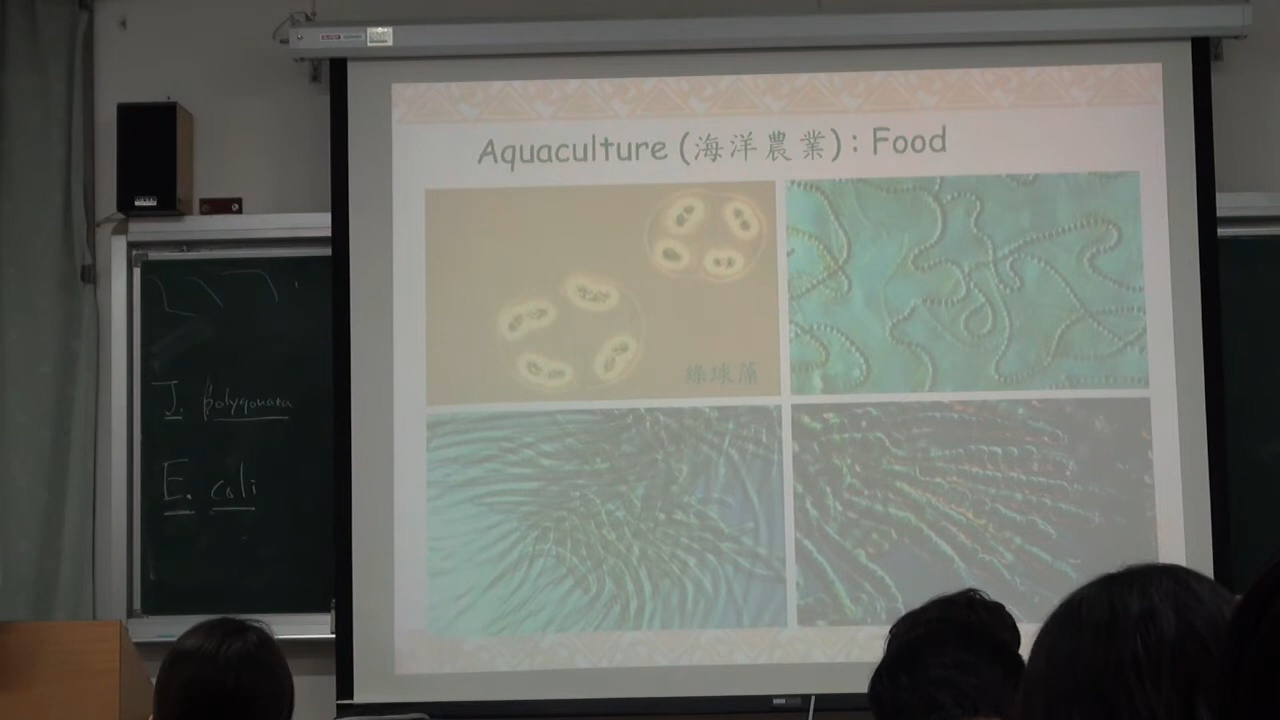 Aquaculture (海洋農業) : Food
綠球藻
J. polygonata
E. coli